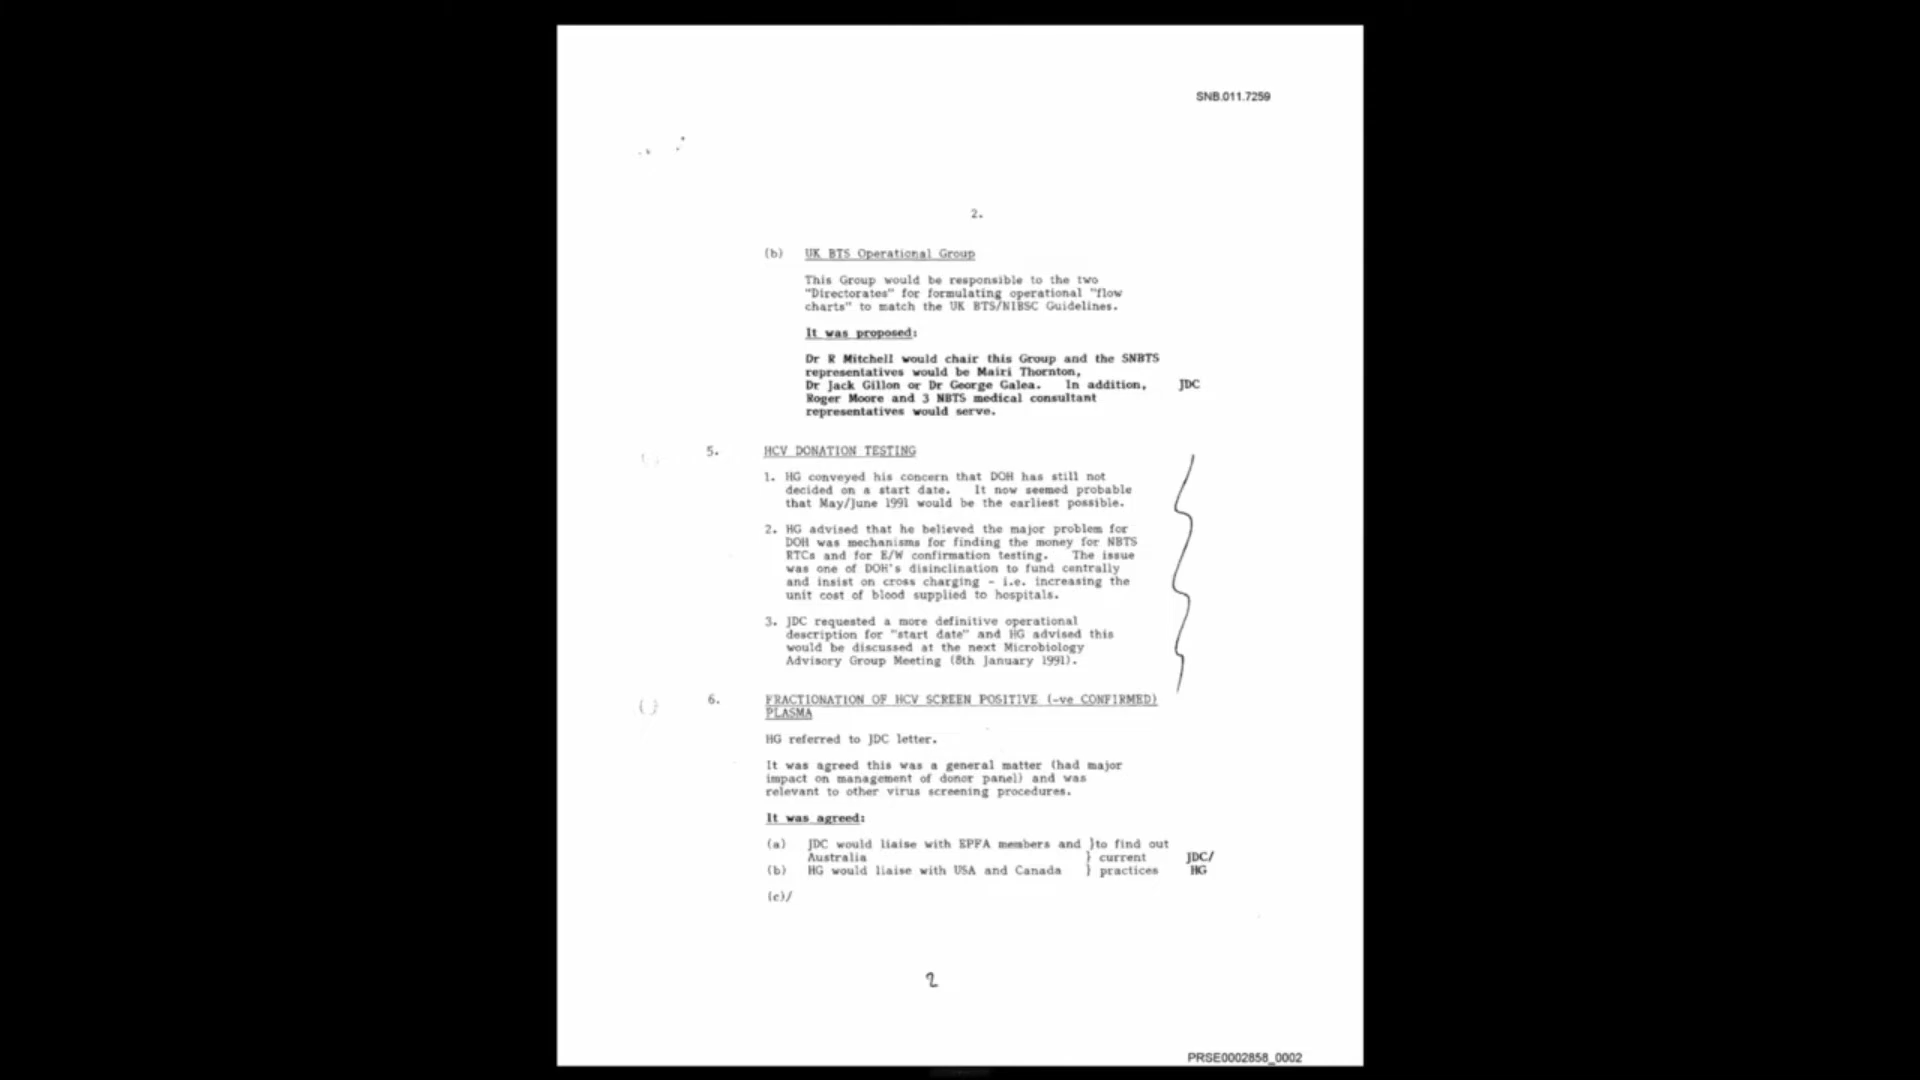 SNB.011.7259
2.
(b) UK BTS Operational Group
This Group would be responsible to the two
"Directorates" for formulating operational "flow
charts" to match the UK BTS/NIBSC Guidelines.
It was proposed:
Dr R Mitchell would chair this Group and the SNBTS
representatives would be Mairi Thornton,
Dr Jack Gillon or Dr George Galea. In addition, JDC
Roger Moore and 3 NBTS medical consultant
representatives would serve.
5. HCV DONATION TESTING
1. HG conveyed his concern that DOH has still not
decided on a start date. It now seemed probable
that May/June 1991 would be the earliest possible.
2. HG advised that he believed the major problem for
DOH was mechanisms for finding the money for NBTS
RTCs and for E/W confirmation testing. The issue
was one of DOH's disinclination to fund centrally
and insist on cross charging - i.e. increasing the
unit cost of blood supplied to hospitals.
3. JDC requested a more definitive operational
description for "start date" and HG advised this
would be discussed at the next Microbiology
Advisory Group Meeting (8th January 1991).
6. FRACTIONATION OF HCV SCREEN POSITIVE (-ve CONFIRMED)
PLASMA
HG referred to JDC letter.
It was agreed this was a general matter (had major
impact on management of donor panel) and was
relevant to other virus screening procedures.
It was agreed:
(a) JDC would liaise with EPFA members and }to find out
Australia } current JDC/
(b) HG would liaise with USA and Canada } practices HG
(c)/
2
PRSE0002858_0002